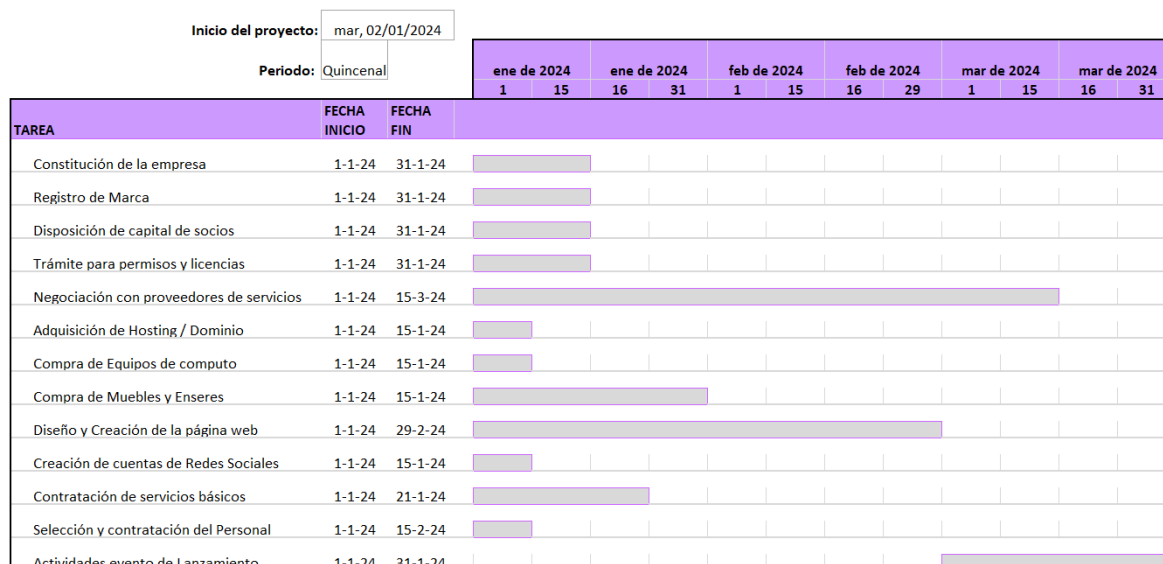 Inicio del proyecto: mar, 02/01/2024
Periodo: Quincenal
ene de 2024 ene de 2024 feb de 2024 feb de 2024 mar de 2024 mar de 2024
1 15 16 31 1 15 16 29 1 15 16 31
TAREA FECHA INICIO FECHA FIN
Constitución de la empresa 1-1-24 31-1-24
Registro de Marca 1-1-24 31-1-24
Disposición de capital de socios 1-1-24 31-1-24
Trámite para permisos y licencias 1-1-24 31-1-24
Negociación con proveedores de servicios 1-1-24 15-3-24
Adquisición de Hosting / Dominio 1-1-24 15-1-24
Compra de Equipos de computo 1-1-24 15-1-24
Compra de Muebles y Enseres 1-1-24 15-1-24
Diseño y Creación de la página web 1-1-24 29-2-24
Creación de cuentas de Redes Sociales 1-1-24 15-1-24
Contratación de servicios básicos 1-1-24 21-1-24
Selección y contratación del Personal 1-1-24 15-2-24
Actividades evento de Lanzamiento 1-1-24 31-1-24